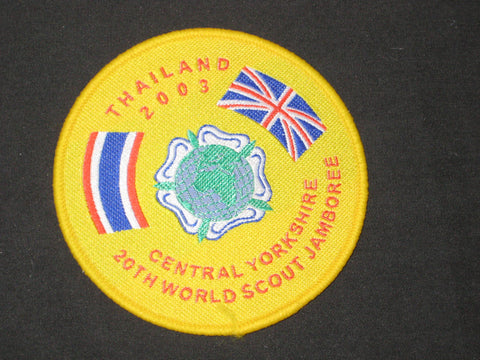 THAILAND
2003
CENTRAL YORKSHIRE
20TH WORLD SCOUT JAMBOREE